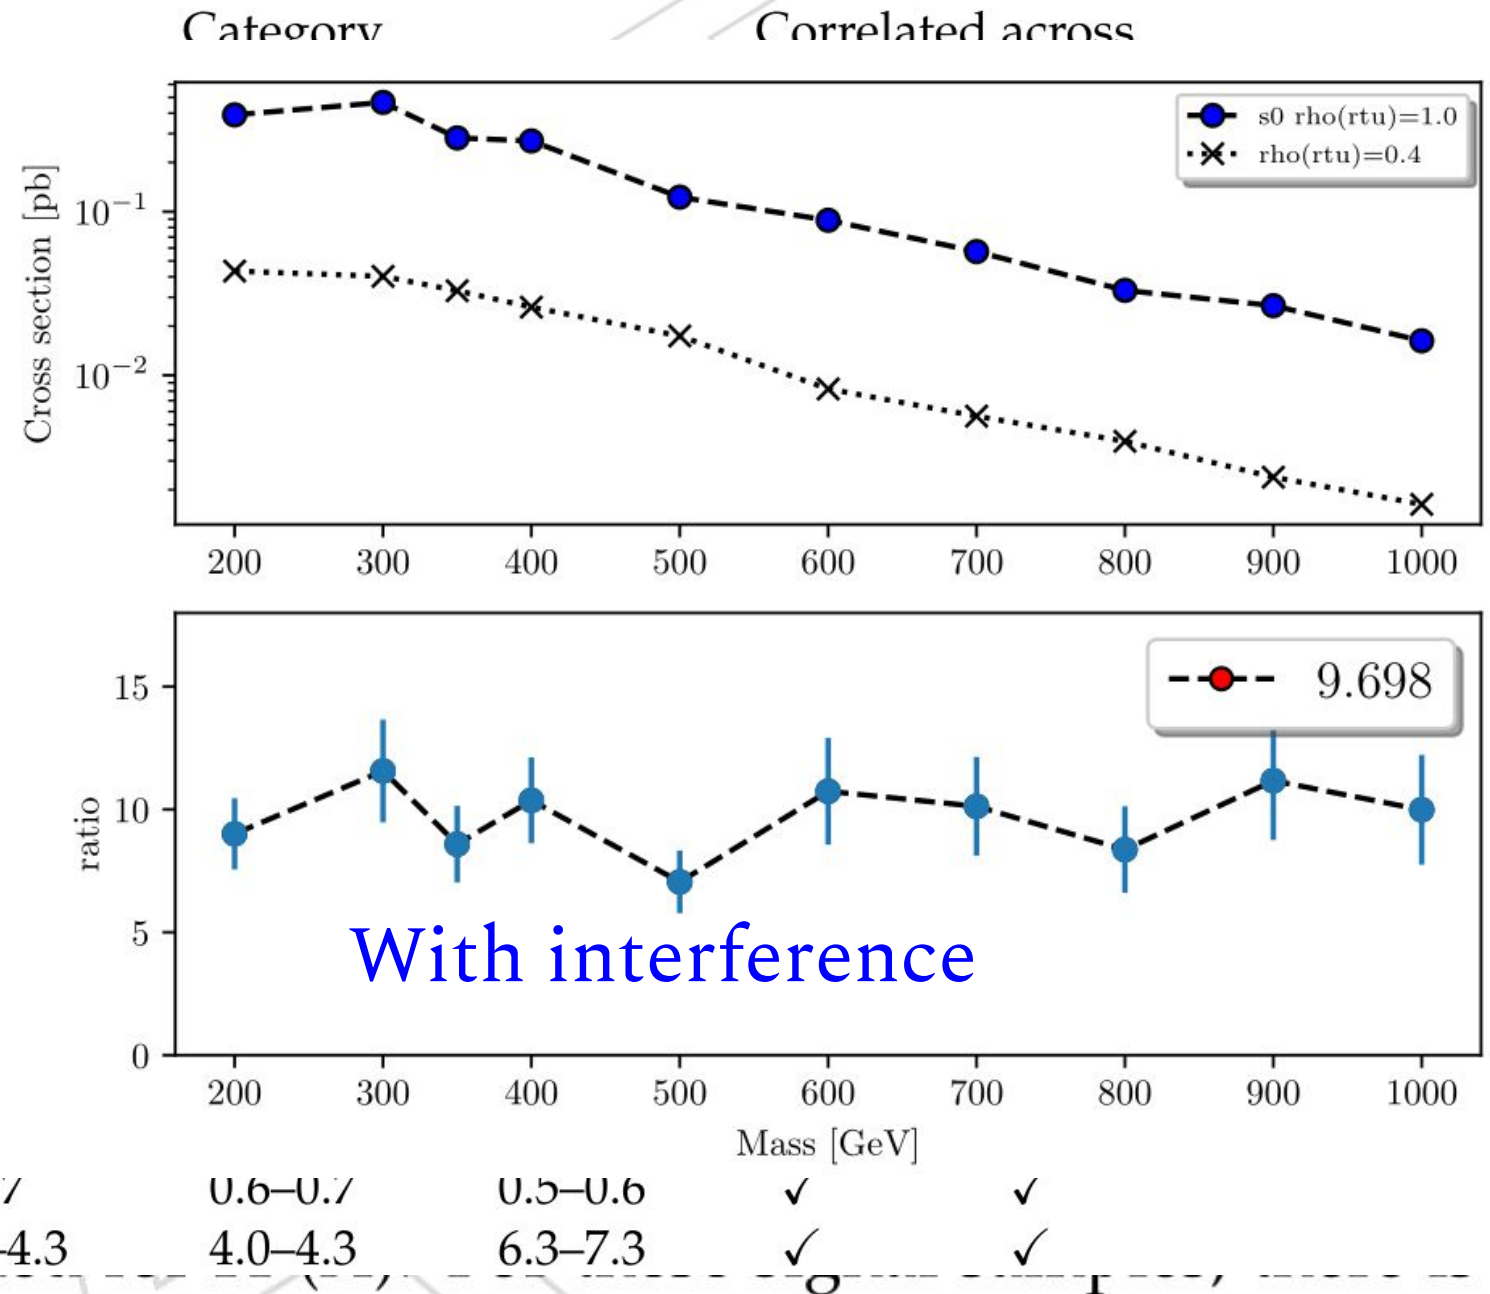 Category Correlated across
s0 rho(rtu)=1.0
rho(rtu)=0.4
Cross section [pb]
10⁻¹
10⁻²
200 300 400 500 600 700 800 900 1000
9.698
ratio
15
10
5
0
With interference
200 300 400 500 600 700 800 900 1000
Mass [GeV]
7 0.6–0.7 0.5–0.6 ✓ ✓
-4.3 4.0–4.3 6.3–7.3 ✓ ✓